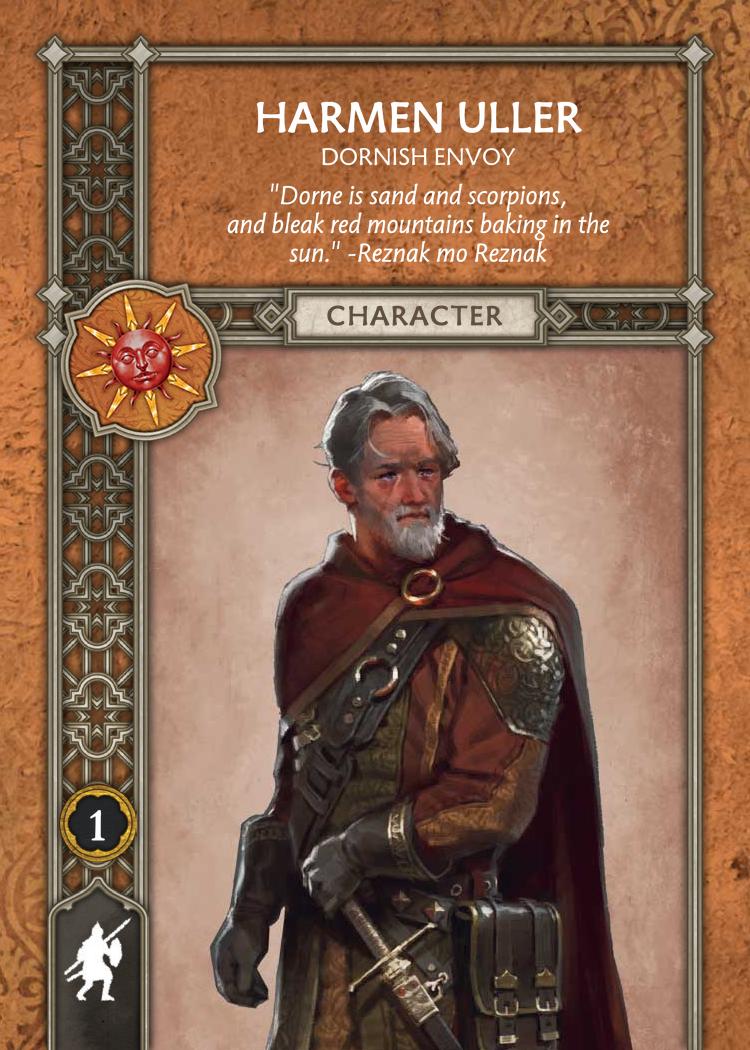 HARMEN ULLER
DORNISH ENVOY
"Dorne is sand and scorpions,
and bleak red mountains baking in the
sun." -Reznak mo Reznak
CHARACTER
1